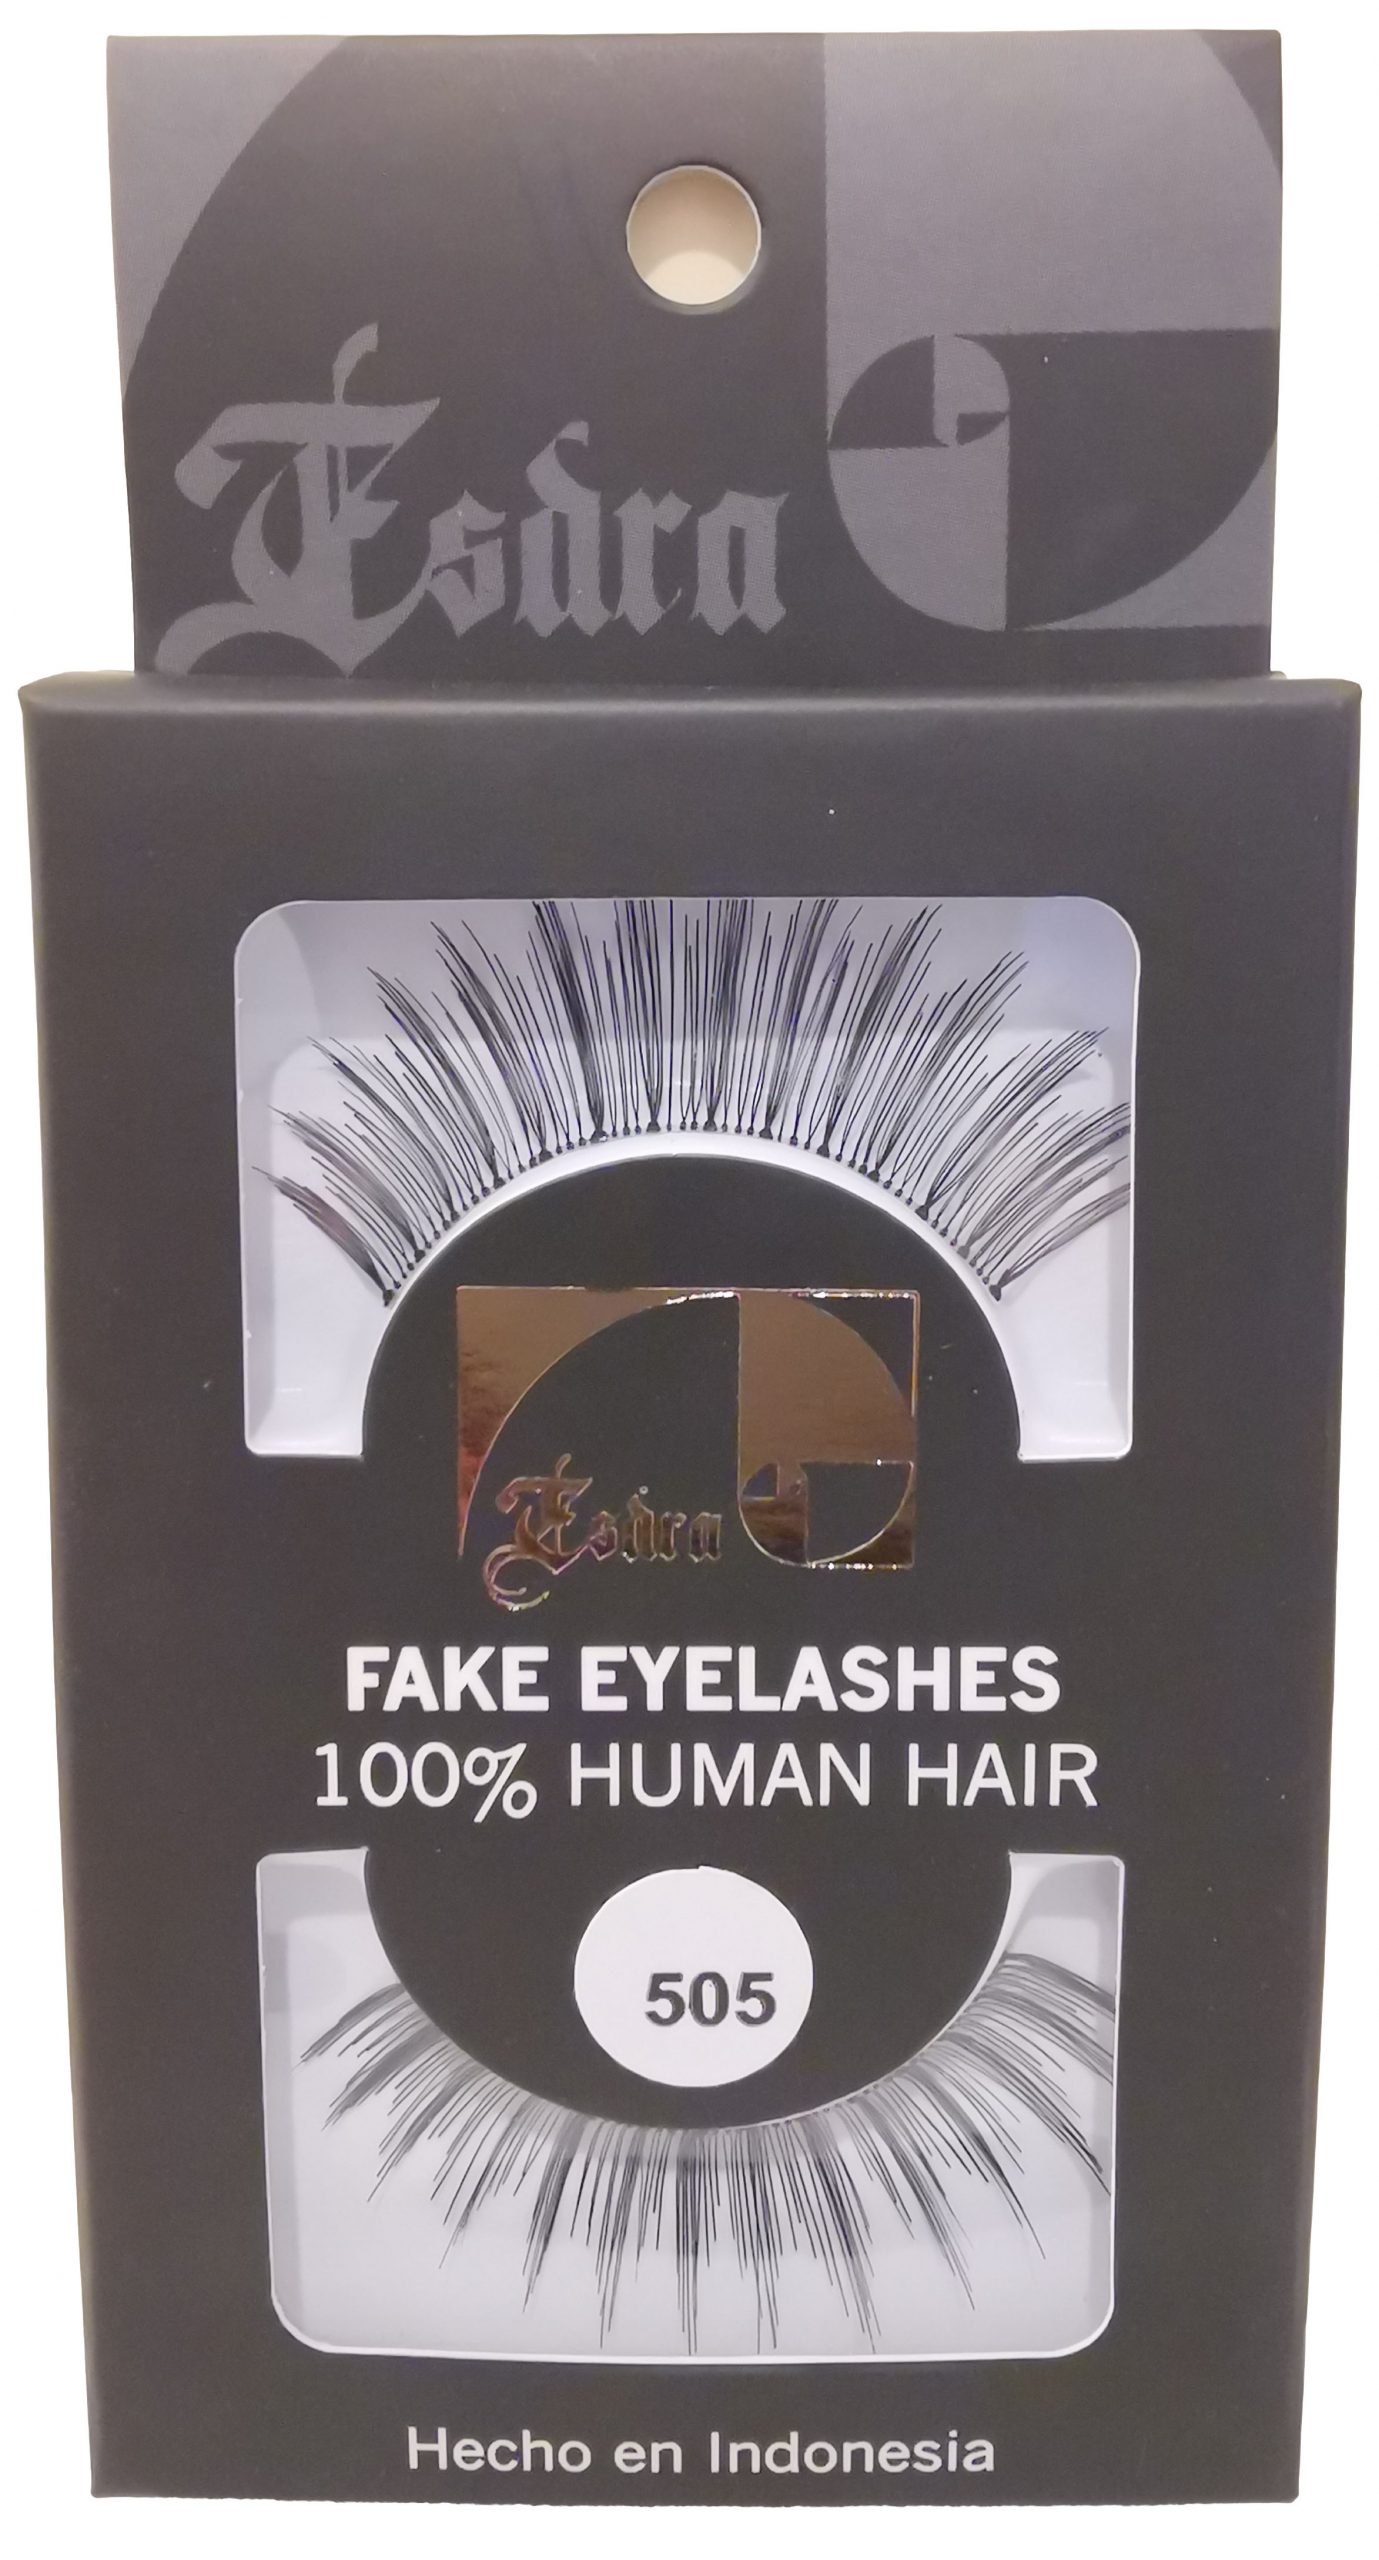 Esdra
Esdra
FAKE EYELASHES
100% HUMAN HAIR
505
Hecho en Indonesia